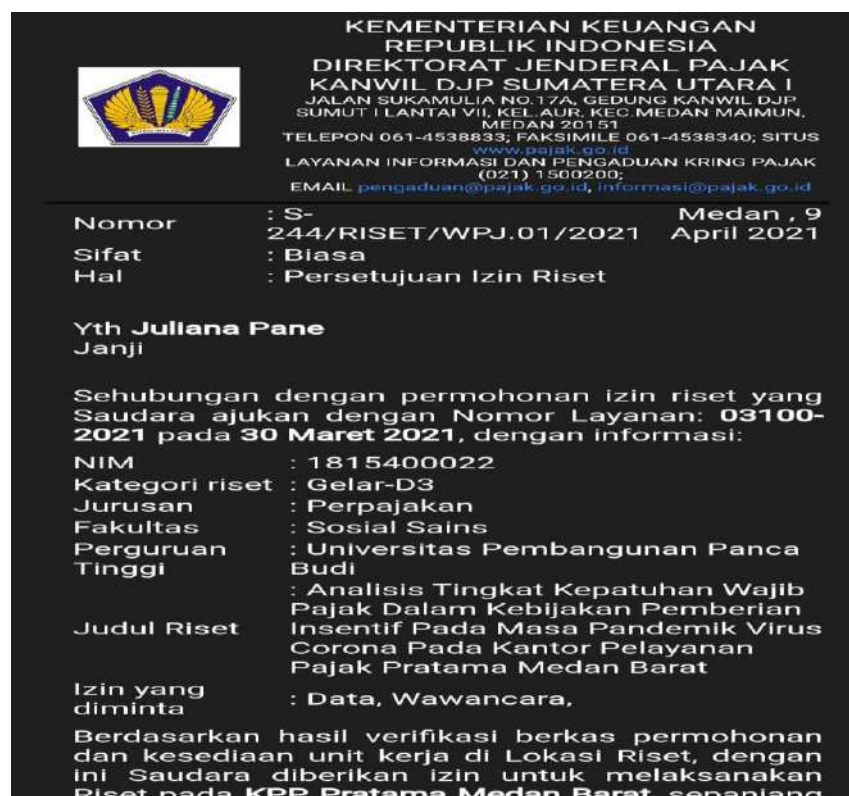 KEMENTERIAN KEUANGAN
REPUBLIK INDONESIA
DIREKTORAT JENDERAL PAJAK
KANWIL DJP SUMATERA UTARA I
JALAN SUKAMULIA NO.17A, GEDUNG KANWIL DJP
SUMUT I LANTAI VII, KEL.AUR, KEC.MEDAN MAIMUN,
MEDAN 20151
TELEPON 061-4538833; FAKSIMILE 061-4538340; SITUS
www.pajak.go.id
LAYANAN INFORMASI DAN PENGADUAN KRING PAJAK
(021) 1500200;
EMAIL pengaduan@pajak.go.id, informasi@pajak.go.id
Nomor : S-244/RISET/WPJ.01/2021 Medan , 9 April 2021
Sifat : Biasa
Hal : Persetujuan Izin Riset
Yth Juliana Pane
Janji
Sehubungan dengan permohonan izin riset yang
Saudara ajukan dengan Nomor Layanan: 03100-
2021 pada 30 Maret 2021, dengan informasi:
NIM : 1815400022
Kategori riset : Gelar-D3
Jurusan : Perpajakan
Fakultas : Sosial Sains
Perguruan Tinggi : Universitas Pembangunan Panca
Budi
Judul Riset : Analisis Tingkat Kepatuhan Wajib
Pajak Dalam Kebijakan Pemberian
Insentif Pada Masa Pandemik Virus
Corona Pada Kantor Pelayanan
Pajak Pratama Medan Barat
Izin yang diminta : Data, Wawancara,
Berdasarkan hasil verifikasi berkas permohonan
dan kesediaan unit kerja di Lokasi Riset, dengan
ini Saudara diberikan izin untuk melaksanakan
Riset pada KPP Pratama Medan Barat, sepanjang